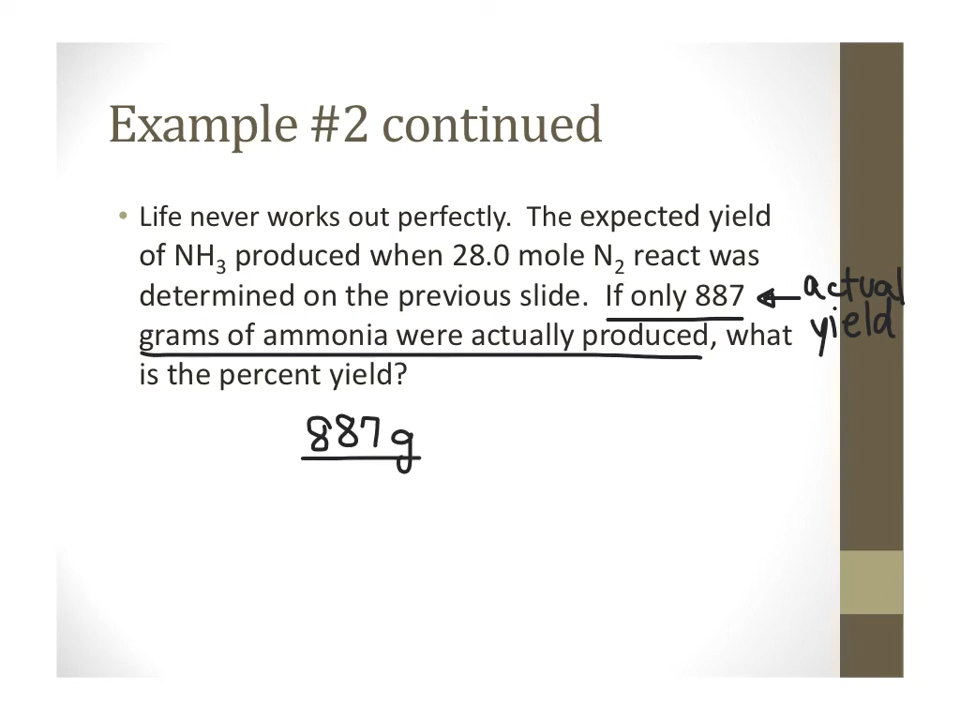 Example #2 continued
• Life never works out perfectly. The expected yield
of NH₃ produced when 28.0 mole N₂ react was
determined on the previous slide. If only 887
grams of ammonia were actually produced, what
is the percent yield?
actual
yield
887 g